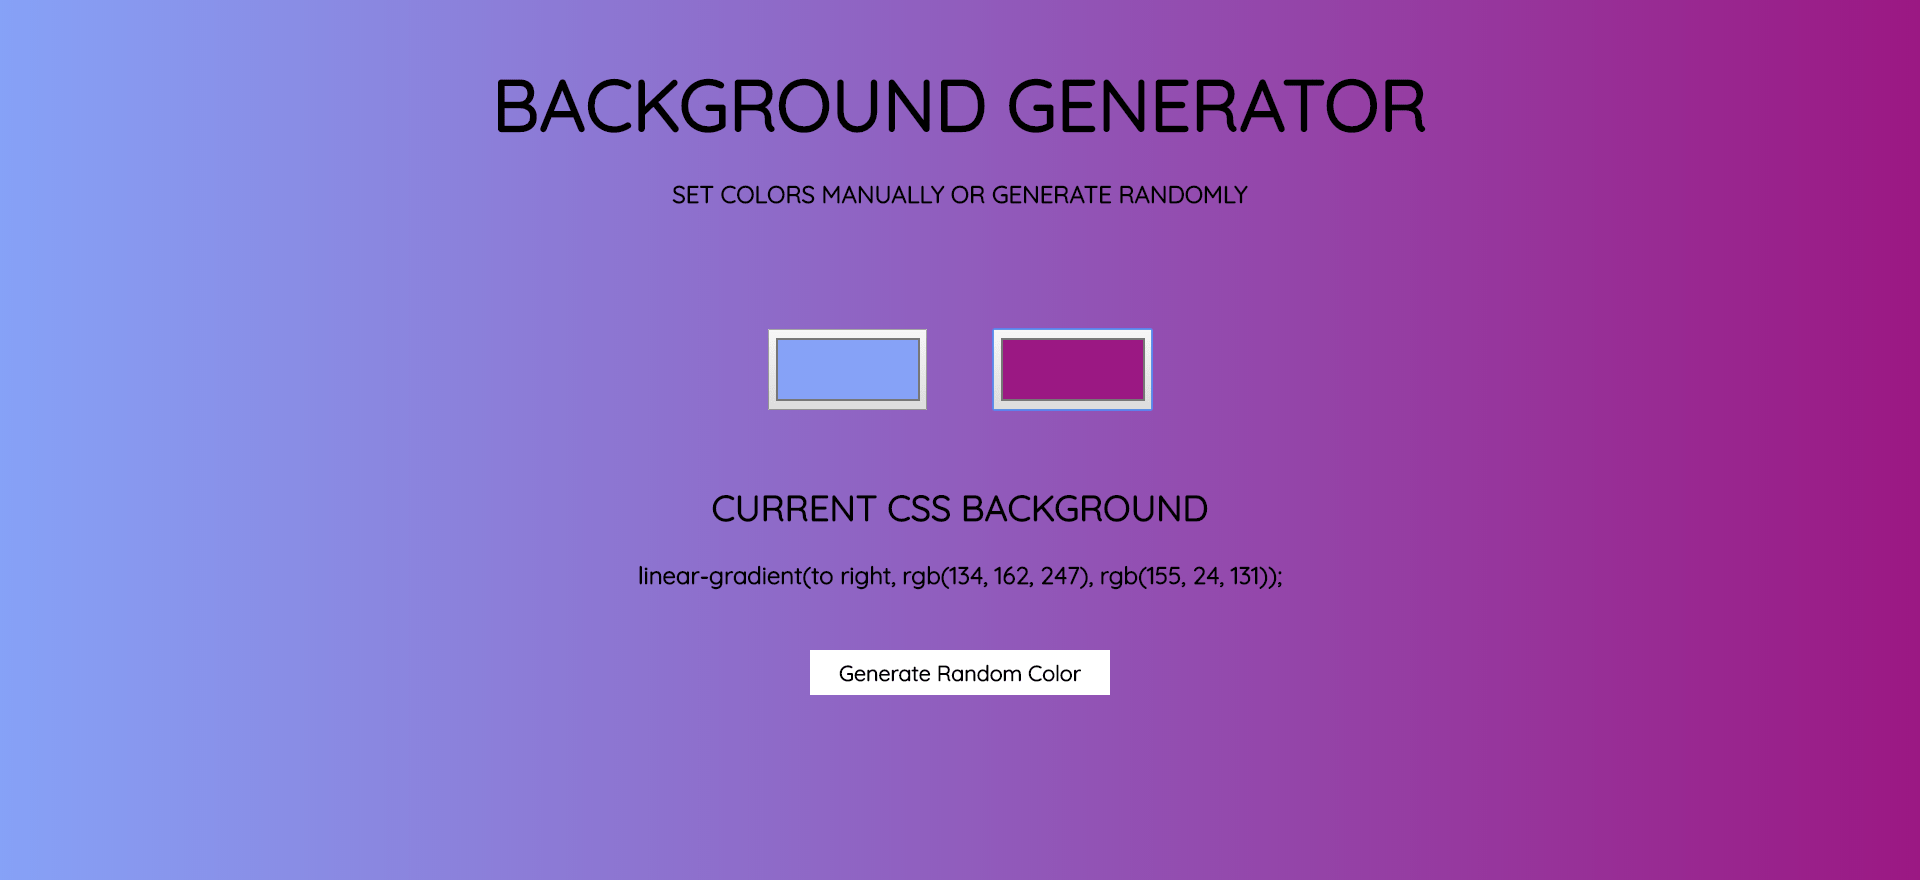 BACKGROUND GENERATOR
SET COLORS MANUALLY OR GENERATE RANDOMLY
CURRENT CSS BACKGROUND
linear-gradient(to right, rgb(134, 162, 247), rgb(155, 24, 131));
Generate Random Color